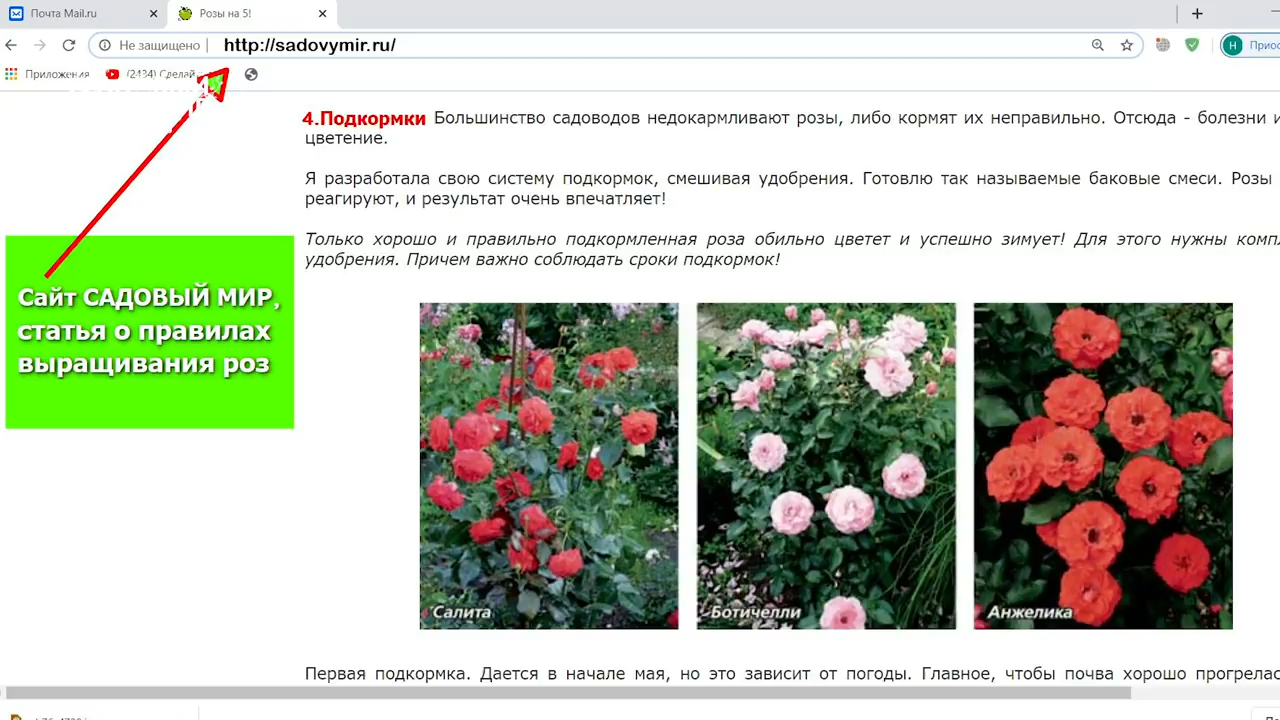 Почта Mail.ru
Розы на 5!
Не защищено
http://sadovymir.ru/
Н
Приложения
(2434) Сделай
4.Подкормки Большинство садоводов недокармливают розы, либо кормят их неправильно. Отсюда - болезни и
цветение.
Я разработала свою систему подкормок, смешивая удобрения. Готовлю так называемые баковые смеси. Розы
реагируют, и результат очень впечатляет!
Только хорошо и правильно подкормленная роза обильно цветет и успешно зимует! Для этого нужны
удобрения. Причем важно соблюдать сроки подкормок!
Сайт САДОВЫЙ МИР,
статья о правилах
выращивания роз
Салита
Ботичелли
Анжелика
Первая подкормка. Дается в начале мая, но это зависит от погоды. Главное, чтобы почва хорошо